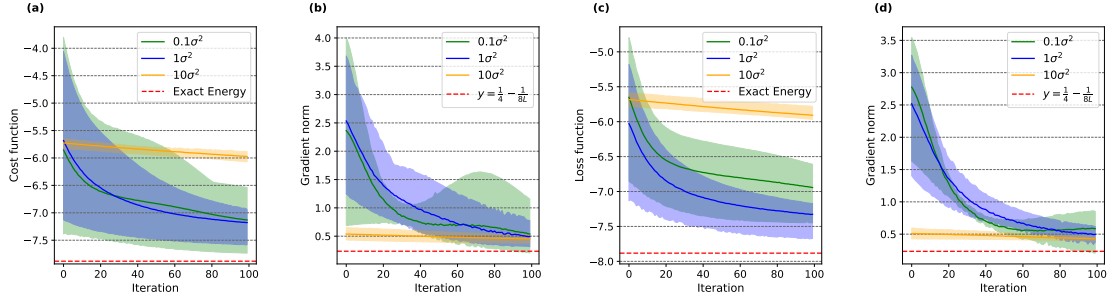 (a)
Cost function
−4.0
−4.5
−5.0
−5.5
−6.0
−6.5
−7.0
−7.5
0.1σ²
1σ²
10σ²
Exact Energy
0 20 40 60 80 100
Iteration
(b)
Gradient norm
4.0
3.5
3.0
2.5
2.0
1.5
1.0
0.5
0.1σ²
1σ²
10σ²
y = 1/4 − 1/8L
0 20 40 60 80 100
Iteration
(c)
Loss function
−5.0
−5.5
−6.0
−6.5
−7.0
−7.5
−8.0
0.1σ²
1σ²
10σ²
Exact Energy
0 20 40 60 80 100
Iteration
(d)
Gradient norm
3.5
3.0
2.5
2.0
1.5
1.0
0.5
0.1σ²
1σ²
10σ²
y = 1/4 − 1/8L
0 20 40 60 80 100
Iteration